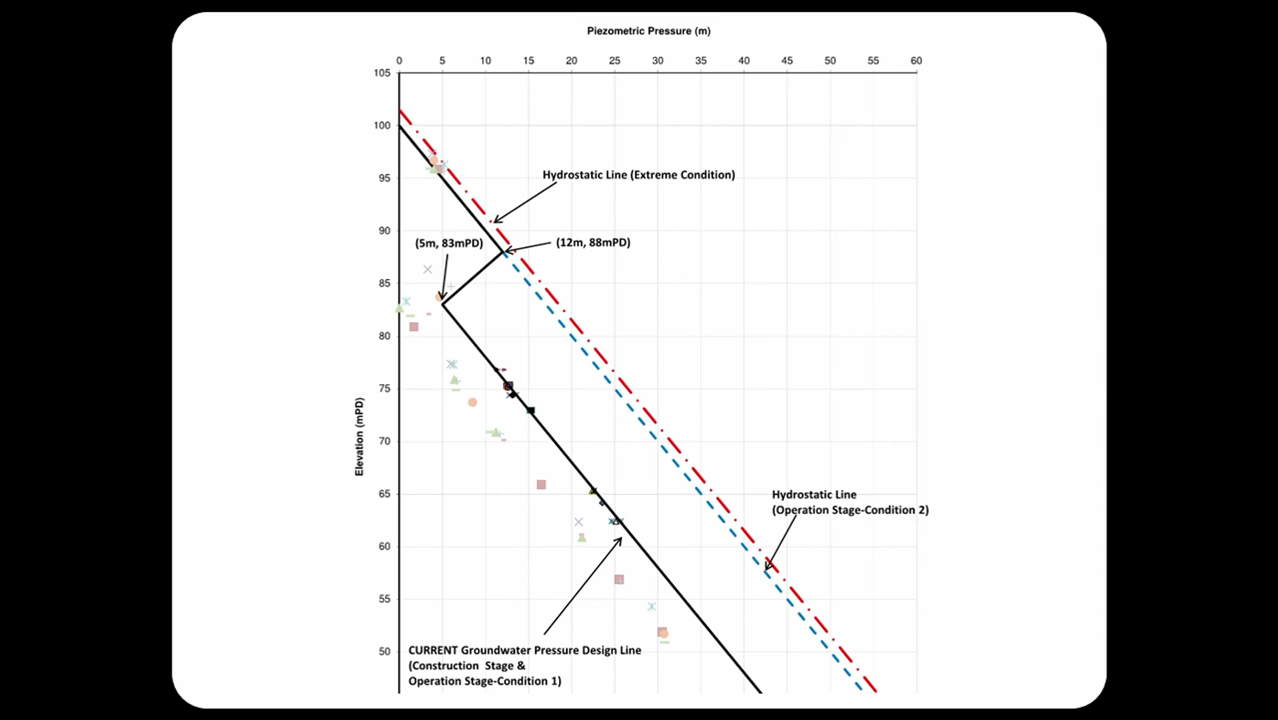 Piezometric Pressure (m)
0 5 10 15 20 25 30 35 40 45 50 55 60
105
100
95
Hydrostatic Line (Extreme Condition)
90
(5m, 83mPD)
(12m, 88mPD)
85
80
75
70
65
60
55
50
Elevation (mPD)
Hydrostatic Line
(Operation Stage-Condition 2)
CURRENT Groundwater Pressure Design Line
(Construction Stage &
Operation Stage-Condition 1)